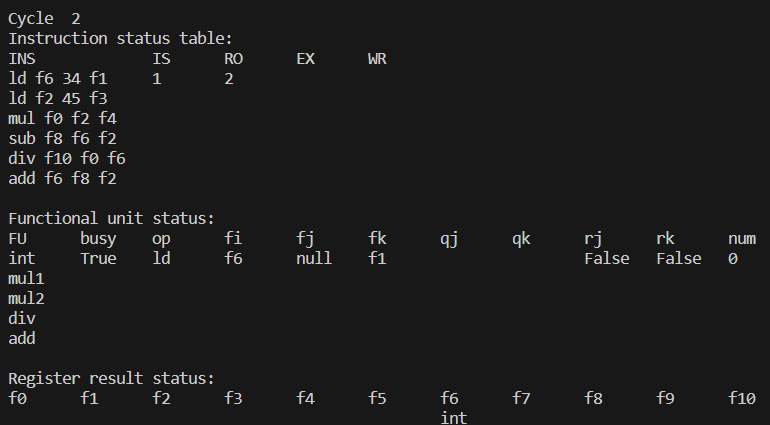 Cycle  2
Instruction status table:
INS                 IS        RO        EX        WR
ld f6 34 f1         1         2
ld f2 45 f3
mul f0 f2 f4
sub f8 f6 f2
div f10 f0 f6
add f6 f8 f2
Functional unit status:
FU        busy      op        fi        fj        fk        qj        qk        rj        rk        num
int       True      ld        f6        null      f1                            False     False     0
mul1
mul2
div
add
Register result status:
f0        f1        f2        f3        f4        f5        f6        f7        f8        f9        f10
                                                            int